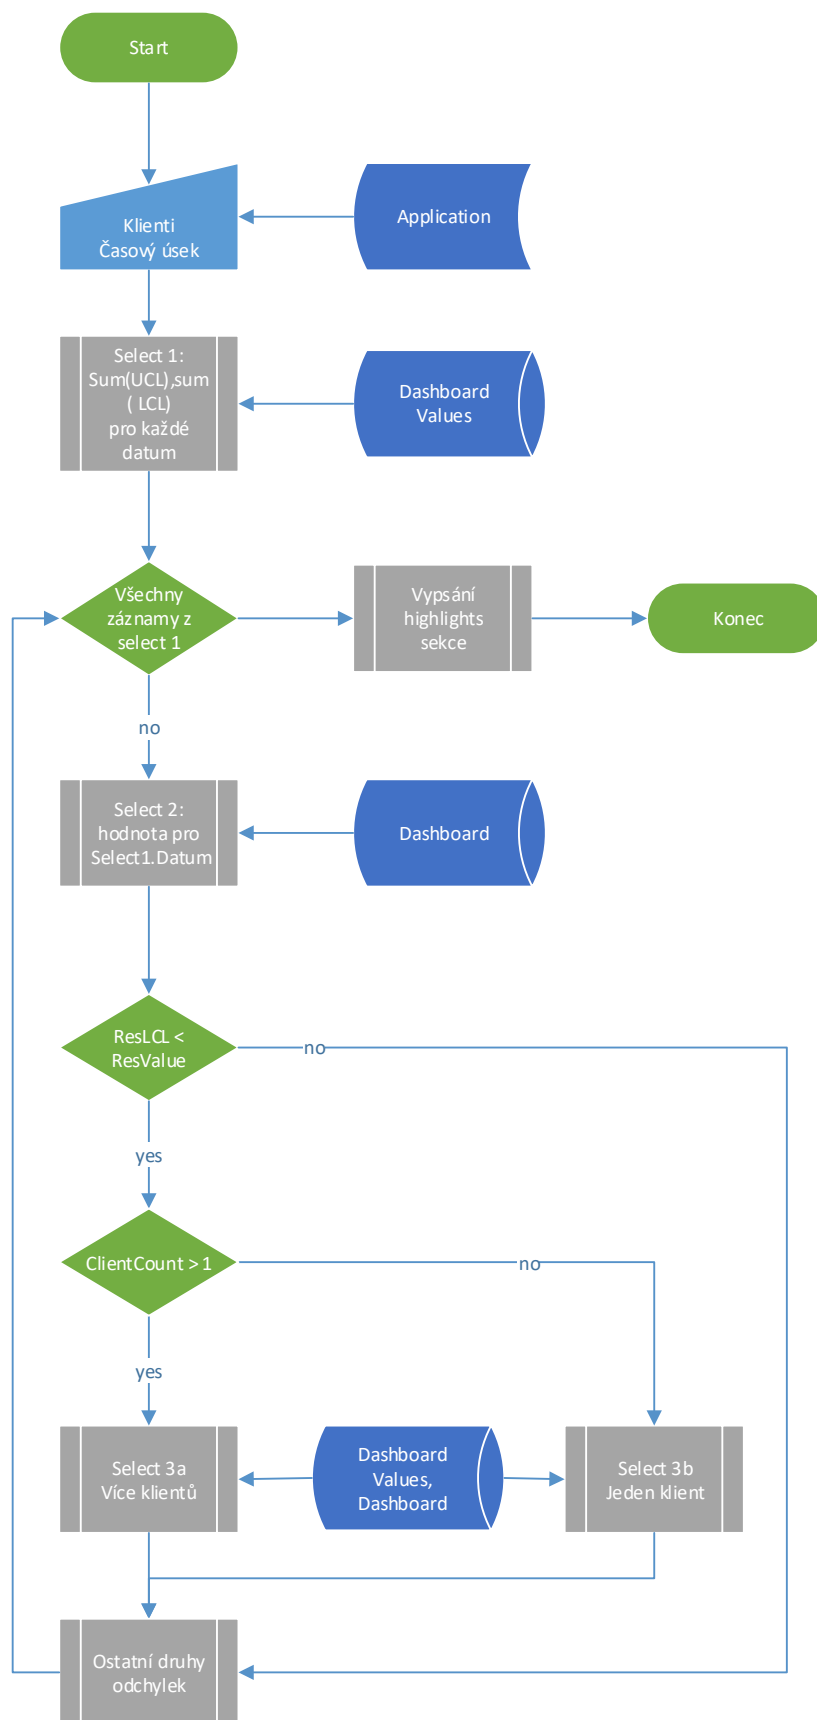 Start
Klienti
Časový úsek
Application
Select 1:
Sum(UCL),sum
( LCL)
pro každé
datum
Dashboard
Values
Všechny
záznamy z
select 1
Vypsání
highlights
sekce
Konec
no
Select 2:
hodnota pro
Select1.Datum
Dashboard
ResLCL <
ResValue
no
yes
ClientCount > 1
no
yes
Select 3a
Více klientů
Dashboard
Values,
Dashboard
Select 3b
Jeden klient
Ostatní druhy
odchylek